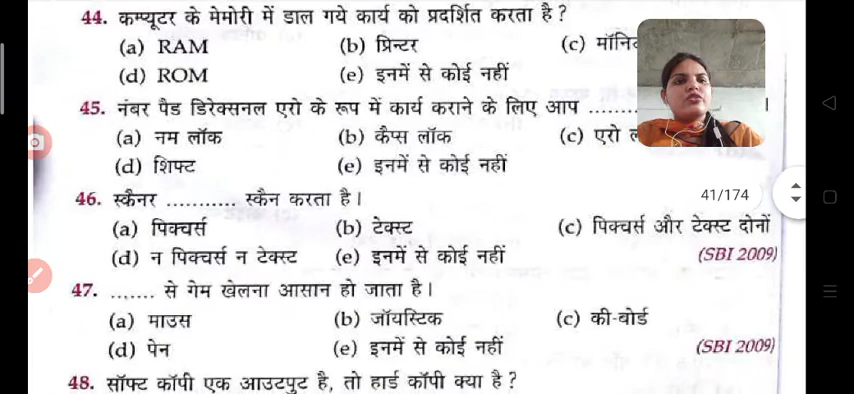 44. कम्प्यूटर के मेमोरी में डाल गये कार्य को प्रदर्शित करता है?
(a) RAM (b) प्रिन्टर (c)
(d) ROM (e) इनमें से कोई नहीं
45. नंबर पैड डिरेक्सनल एरो के रूप में कार्य कराने के लिए आप ........
(a) नम लॉक (b) कैप्स लॉक (c) एरो
(d) शिफ्ट (e) इनमें से कोई नहीं
46. स्कैनर ........... स्कैन करता है। 41/174
(a) पिक्चर्स (b) टेक्स्ट (c) पिक्चर्स और टेक्स्ट दोनों
(d) न पिक्चर्स न टेक्स्ट (e) इनमें से कोई नहीं (SBI 2009)
47. ........ से गेम खेलना आसान हो जाता है।
(a) माउस (b) जॉयस्टिक (c) की-बोर्ड
(d) पेन (e) इनमें से कोई नहीं (SBI 2009)
48. सॉफ्ट कॉपी एक आउटपुट है, तो हार्ड कॉपी क्या है?